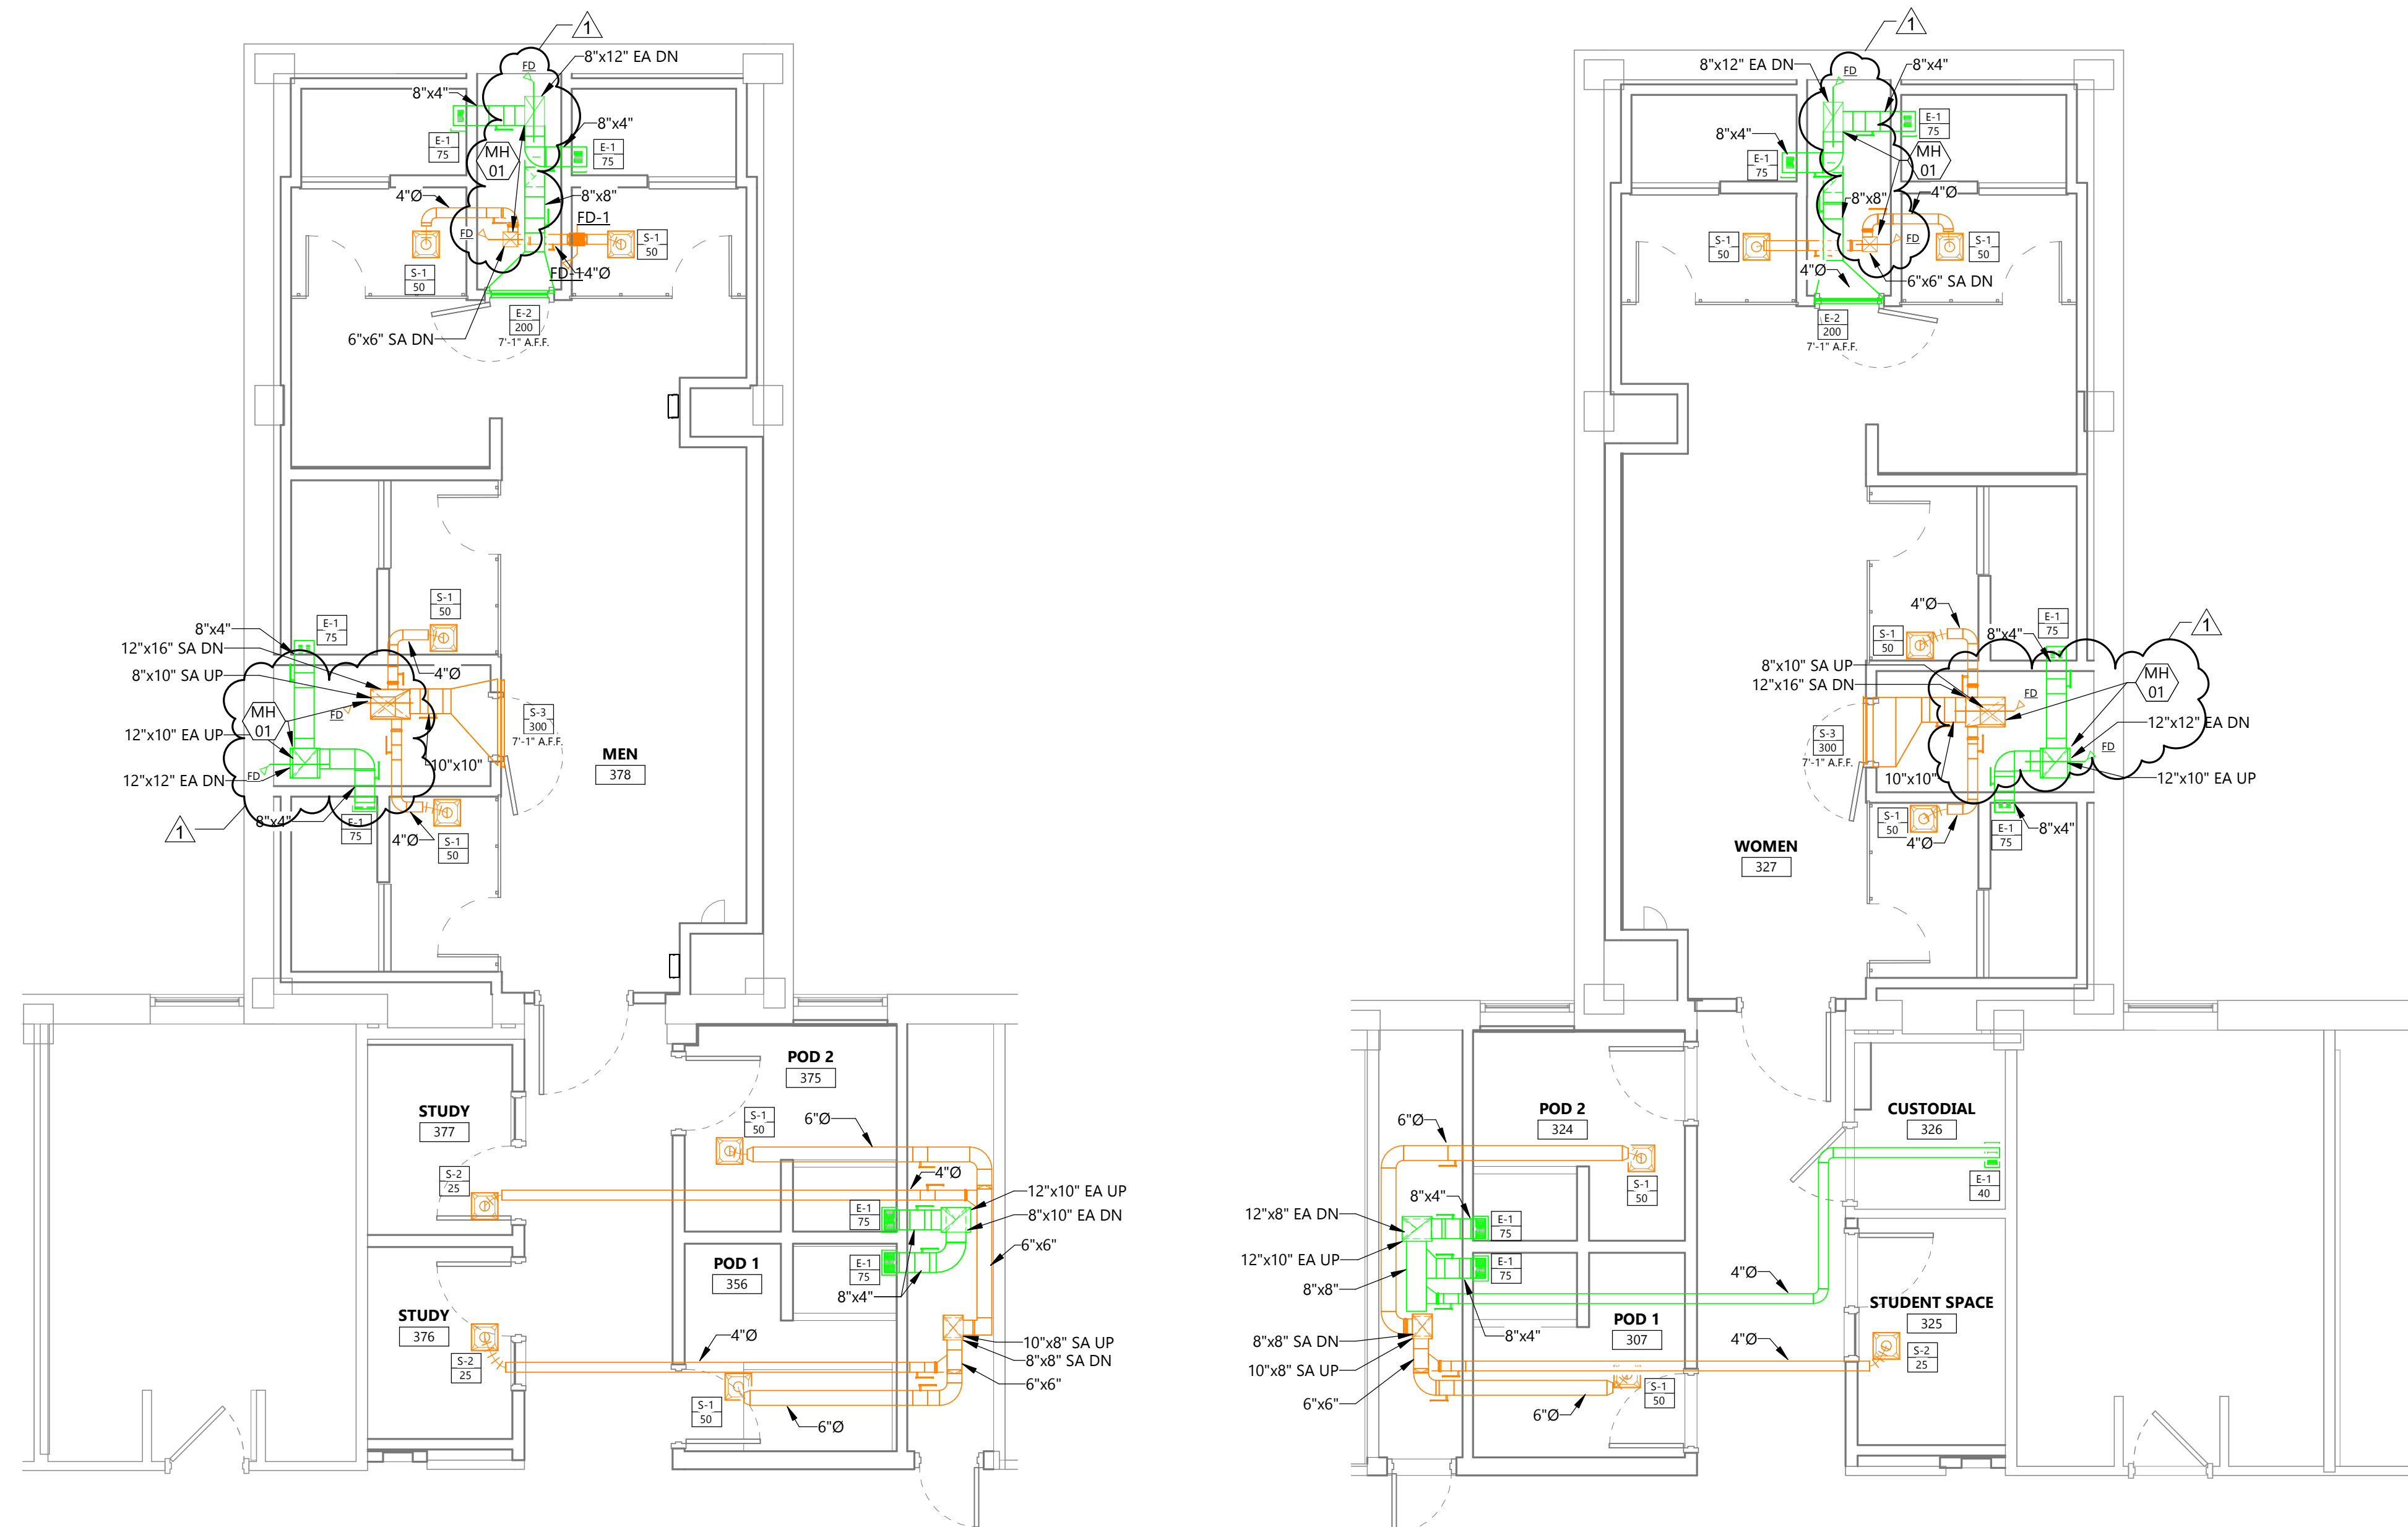 1
FD
8"x12" EA DN
8"x4"
8"x4"
E-1
75
E-1
75
MH
01
4"Ø
8"x8"
FD-1
FD
S-1
50
S-1
50
FD-1
4"Ø
E-2
200
7'-1" A.F.F.
6"x6" SA DN
S-1
50
E-1
75
8"x4"
12"x16" SA DN
8"x10" SA UP
4"Ø
MH
01
FD
S-3
300
7'-1" A.F.F.
12"x10" EA UP
MEN
378
10"x10"
12"x12" EA DN
FD
8"x4"
E-1
75
4"Ø
S-1
50
1
STUDY
377
S-2
25
STUDY
376
S-2
25
POD 2
375
S-1
50
6"Ø
4"Ø
12"x10" EA UP
8"x10" EA DN
E-1
75
6"x6"
POD 1
356
E-1
75
8"x4"
4"Ø
10"x8" SA UP
8"x8" SA DN
6"x6"
S-1
50
6"Ø
1
8"x12" EA DN
FD
8"x4"
8"x4"
E-1
75
E-1
75
MH
01
8"x8"
4"Ø
S-1
50
FD
S-1
50
4"Ø
6"x6" SA DN
E-2
200
7'-1" A.F.F.
4"Ø
E-1
75
S-1
50
8"x4"
1
8"x10" SA UP
12"x16" SA DN
MH
01
FD
S-3
300
7'-1" A.F.F.
12"x12" EA DN
FD
10"x10"
12"x10" EA UP
S-1
50
4"Ø
E-1
75
8"x4"
WOMEN
327
POD 2
324
6"Ø
CUSTODIAL
326
E-1
40
8"x4"
S-1
50
12"x8" EA DN
E-1
75
12"x10" EA UP
E-1
75
8"x8"
4"Ø
STUDENT SPACE
325
POD 1
307
8"x8" SA DN
8"x4"
4"Ø
10"x8" SA UP
S-2
25
6"x6"
6"Ø
S-1
50